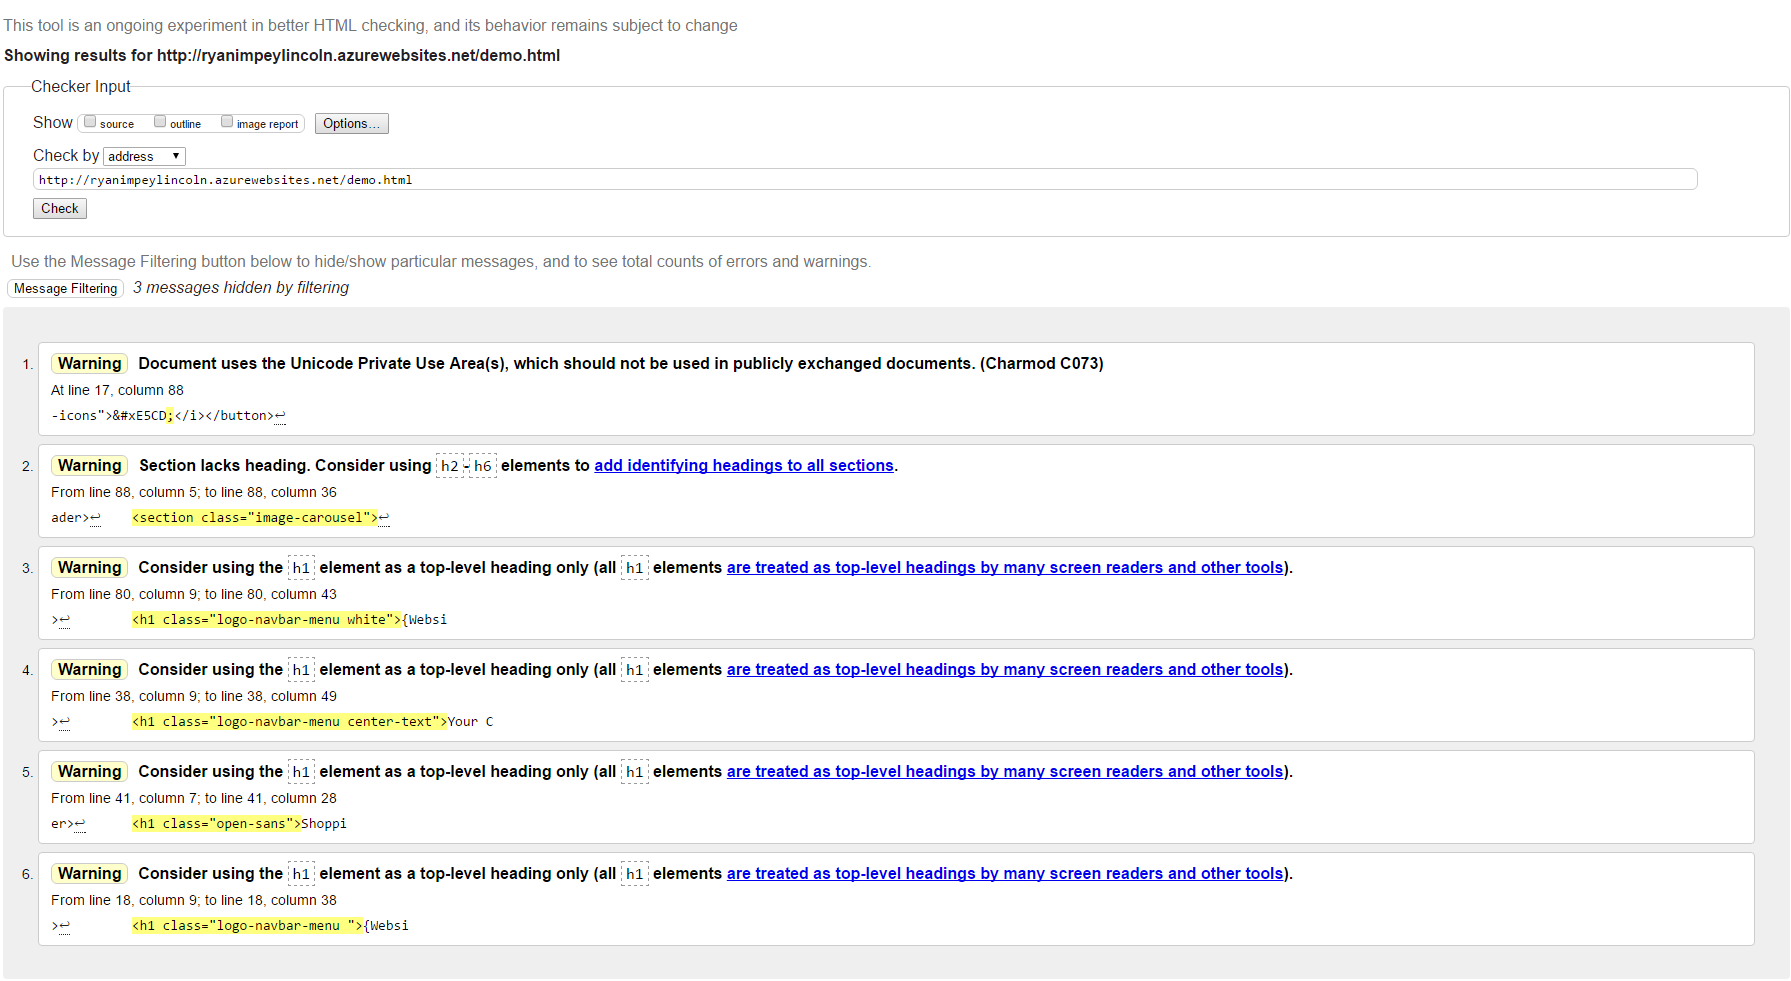 This tool is an ongoing experiment in better HTML checking, and its behavior remains subject to change
Showing results for http://ryanimpeylincoln.azurewebsites.net/demo.html
Checker Input
Show source outline image report Options...
Check by address
http://ryanimpeylincoln.azurewebsites.net/demo.html
Check
Use the Message Filtering button below to hide/show particular messages, and to see total counts of errors and warnings.
Message Filtering 3 messages hidden by filtering
1. Warning Document uses the Unicode Private Use Area(s), which should not be used in publicly exchanged documents. (Charmod C073)
At line 17, column 88
-icons">&#xE5CD;</i></button>↩
2. Warning Section lacks heading. Consider using h2-h6 elements to add identifying headings to all sections.
From line 88, column 5; to line 88, column 36
ader>↩ <section class="image-carousel">↩
3. Warning Consider using the h1 element as a top-level heading only (all h1 elements are treated as top-level headings by many screen readers and other tools).
From line 80, column 9; to line 80, column 43
>↩ <h1 class="logo-navbar-menu white">{Websi
4. Warning Consider using the h1 element as a top-level heading only (all h1 elements are treated as top-level headings by many screen readers and other tools).
From line 38, column 9; to line 38, column 49
>↩ <h1 class="logo-navbar-menu center-text">Your C
5. Warning Consider using the h1 element as a top-level heading only (all h1 elements are treated as top-level headings by many screen readers and other tools).
From line 41, column 7; to line 41, column 28
er>↩ <h1 class="open-sans">Shoppi
6. Warning Consider using the h1 element as a top-level heading only (all h1 elements are treated as top-level headings by many screen readers and other tools).
From line 18, column 9; to line 18, column 38
>↩ <h1 class="logo-navbar-menu ">{Websi